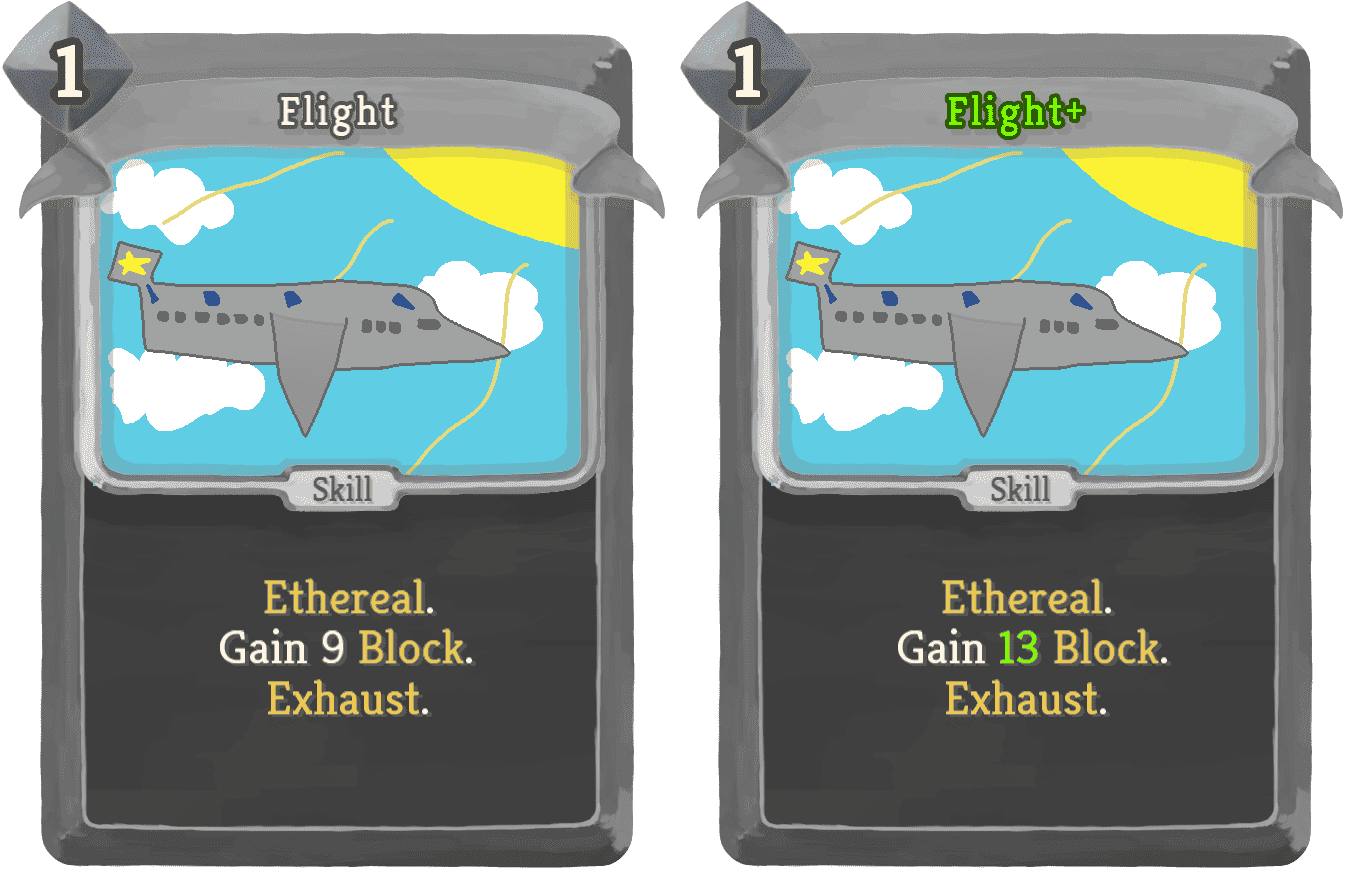 1
Flight
Skill
Ethereal.
Gain 9 Block.
Exhaust.
1
Flight+
Skill
Ethereal.
Gain 13 Block.
Exhaust.